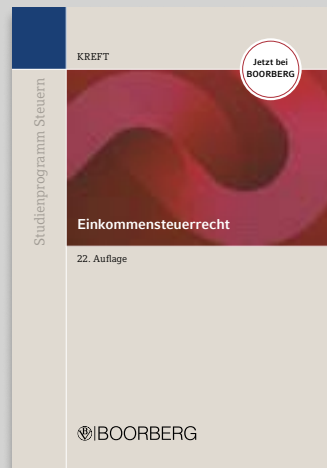 KREFT
Jetzt bei
BOORBERG
Studienprogramm Steuern
Einkommensteuerrecht
22. Auflage
BOORBERG